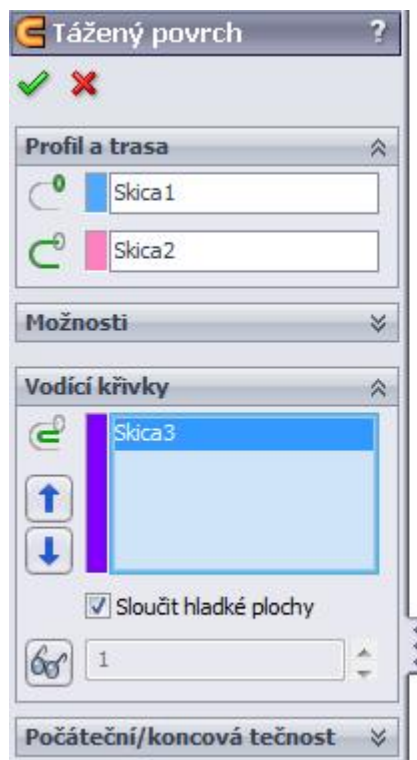 Tážený povrch ?
Profil a trasa
Skica1
Skica2
Možnosti
Vodící křivky
Skica3
Sloučit hladké plochy
1
Počáteční/koncová tečnost